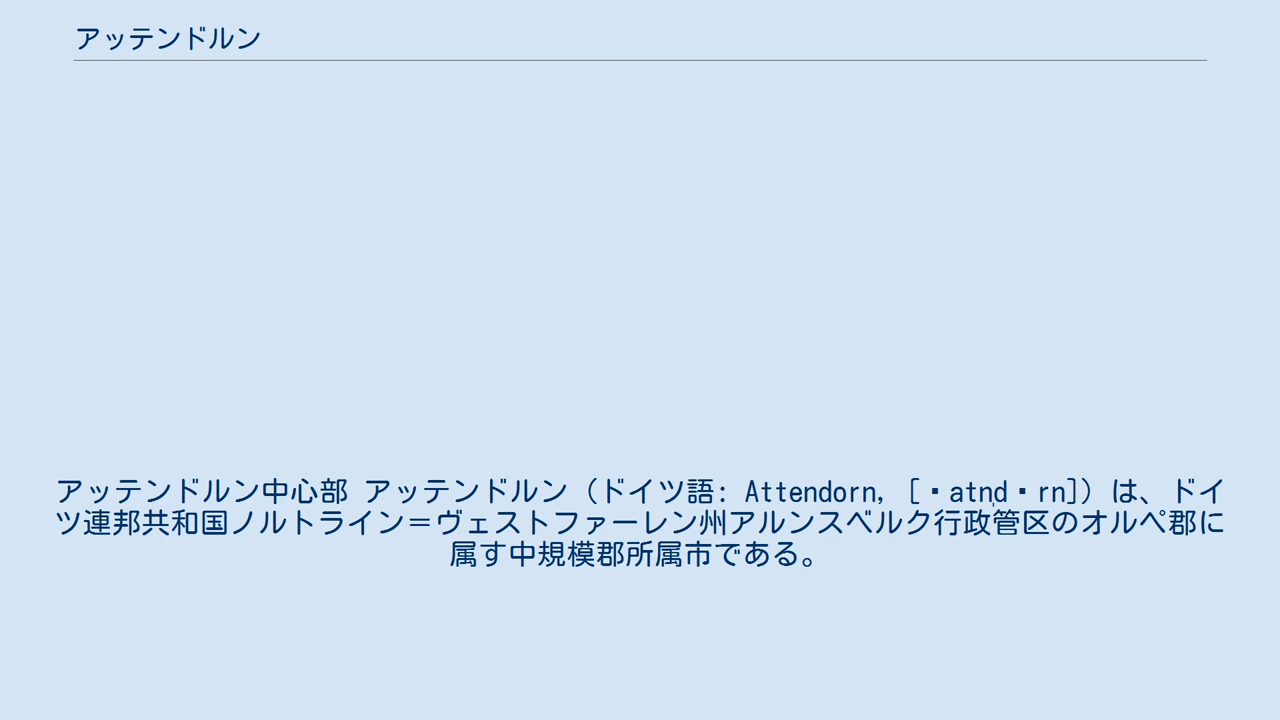 アッテンドルン
アッテンドルン中心部 アッテンドルン（ドイツ語: Attendorn, [▪atn̩d▪rn]）は、ドイ
ツ連邦共和国ノルトライン＝ヴェストファーレン州アルンスベルク行政管区のオルペ郡に
属す中規模郡所属市である。